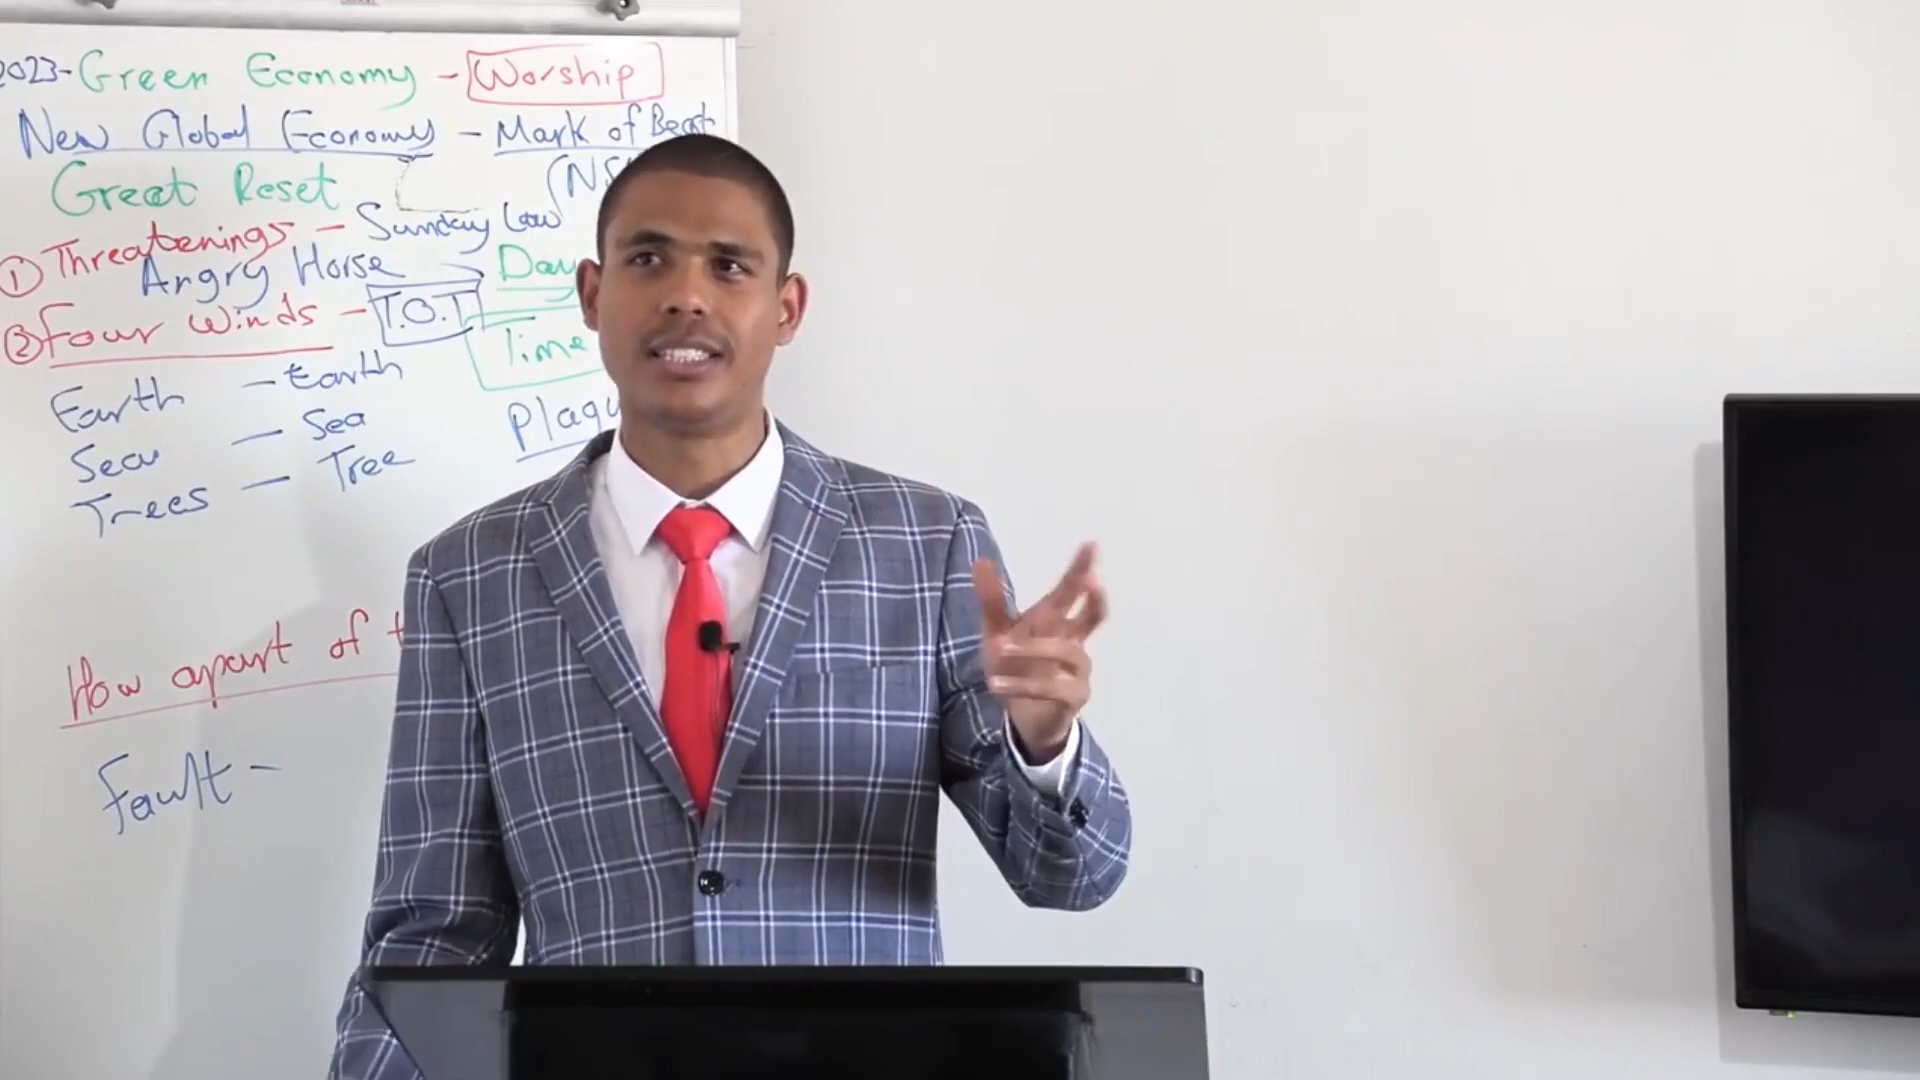 2023-Green Economy - Worship
New Global Economy - Mark of Beast
(NS
Great Reset
① Threatenings - Sunday Law
Angry Horse Day
② Four Winds - T.O.T
Time
Earth - Earth
Plagu
Sea - Sea
Trees - Tree
How apart of t
Fault -